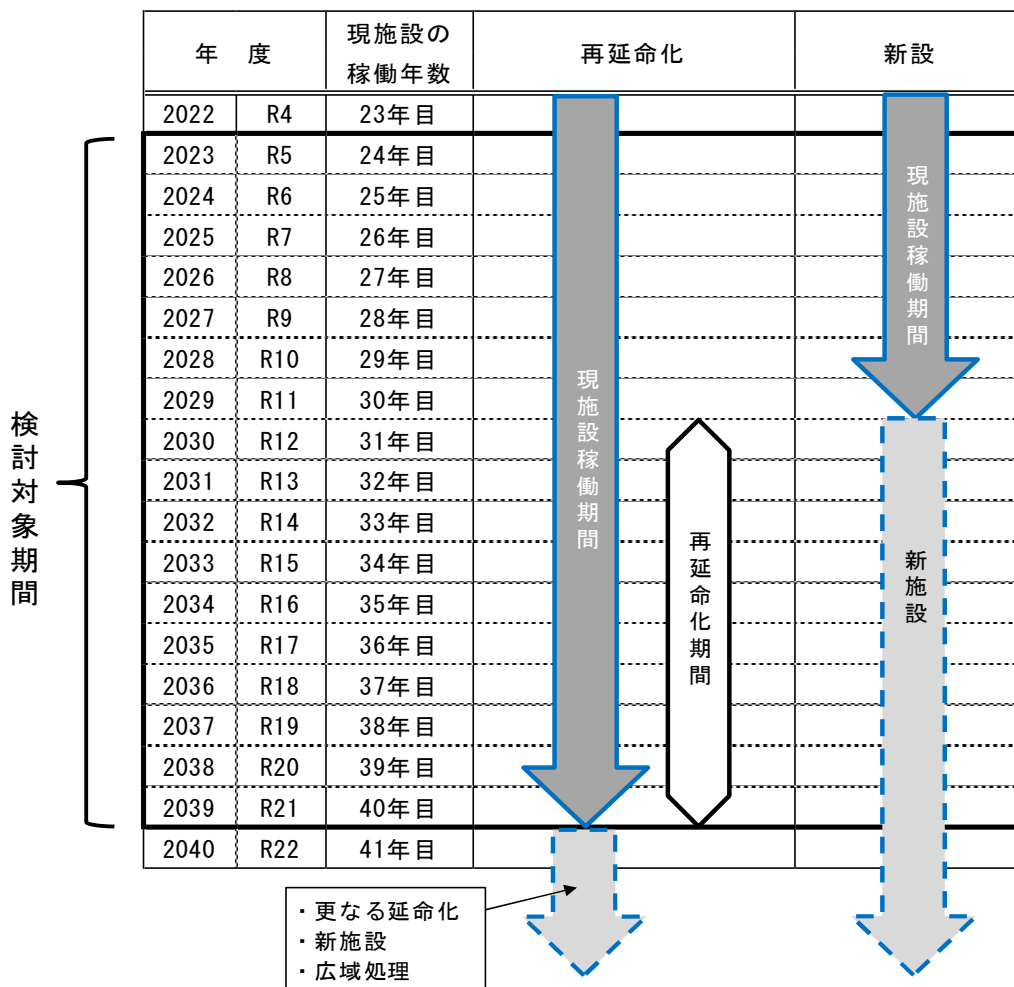 年 度 現施設の稼働年数 再延命化 新設
2022 R4 23年目
2023 R5 24年目
2024 R6 25年目
2025 R7 26年目
2026 R8 27年目
2027 R9 28年目
2028 R10 29年目
2029 R11 30年目
2030 R12 31年目
2031 R13 32年目
2032 R14 33年目
2033 R15 34年目
2034 R16 35年目
2035 R17 36年目
2036 R18 37年目
2037 R19 38年目
2038 R20 39年目
2039 R21 40年目
2040 R22 41年目
検討対象期間
現施設稼働期間
再延命化期間
現施設稼働期間
新施設
・更なる延命化
・新施設
・広域処理